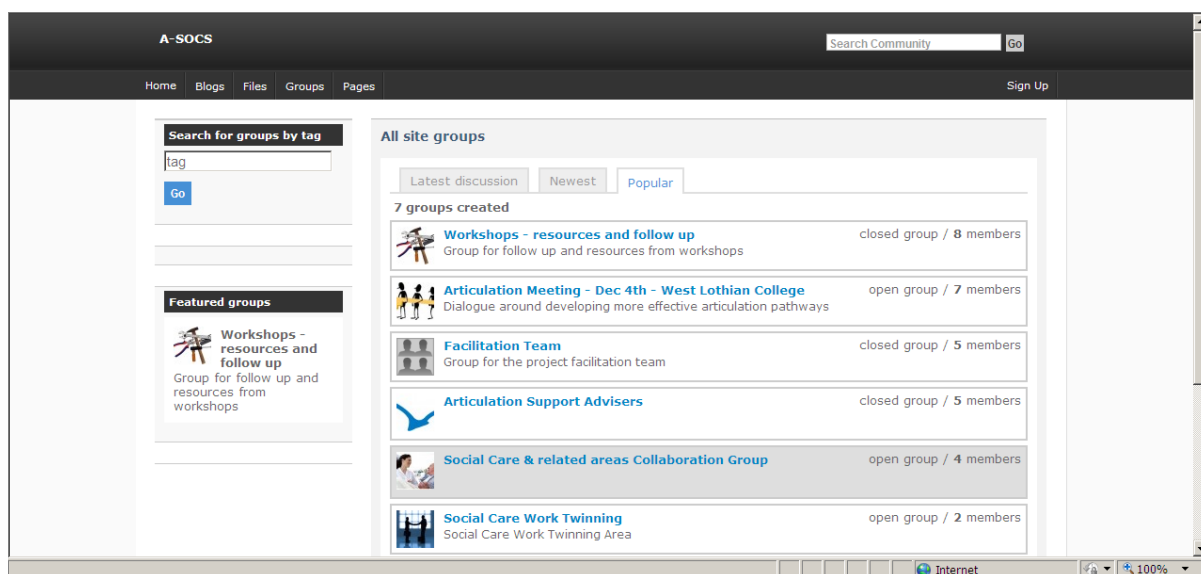 A-SOCS
Search Community
Go
Home
Blogs
Files
Groups
Pages
Sign Up
Search for groups by tag
tag
Go
Featured groups
Workshops -
resources and
follow up
Group for follow up and
resources from
workshops
All site groups
Latest discussion
Newest
Popular
7 groups created
Workshops - resources and follow up
closed group / 8 members
Group for follow up and resources from workshops
Articulation Meeting - Dec 4th - West Lothian College
open group / 7 members
Dialogue around developing more effective articulation pathways
Facilitation Team
closed group / 5 members
Group for the project facilitation team
Articulation Support Advisers
closed group / 5 members
Social Care & related areas Collaboration Group
open group / 4 members
Social Care Work Twinning
open group / 2 members
Social Care Work Twinning Area
Internet
100%